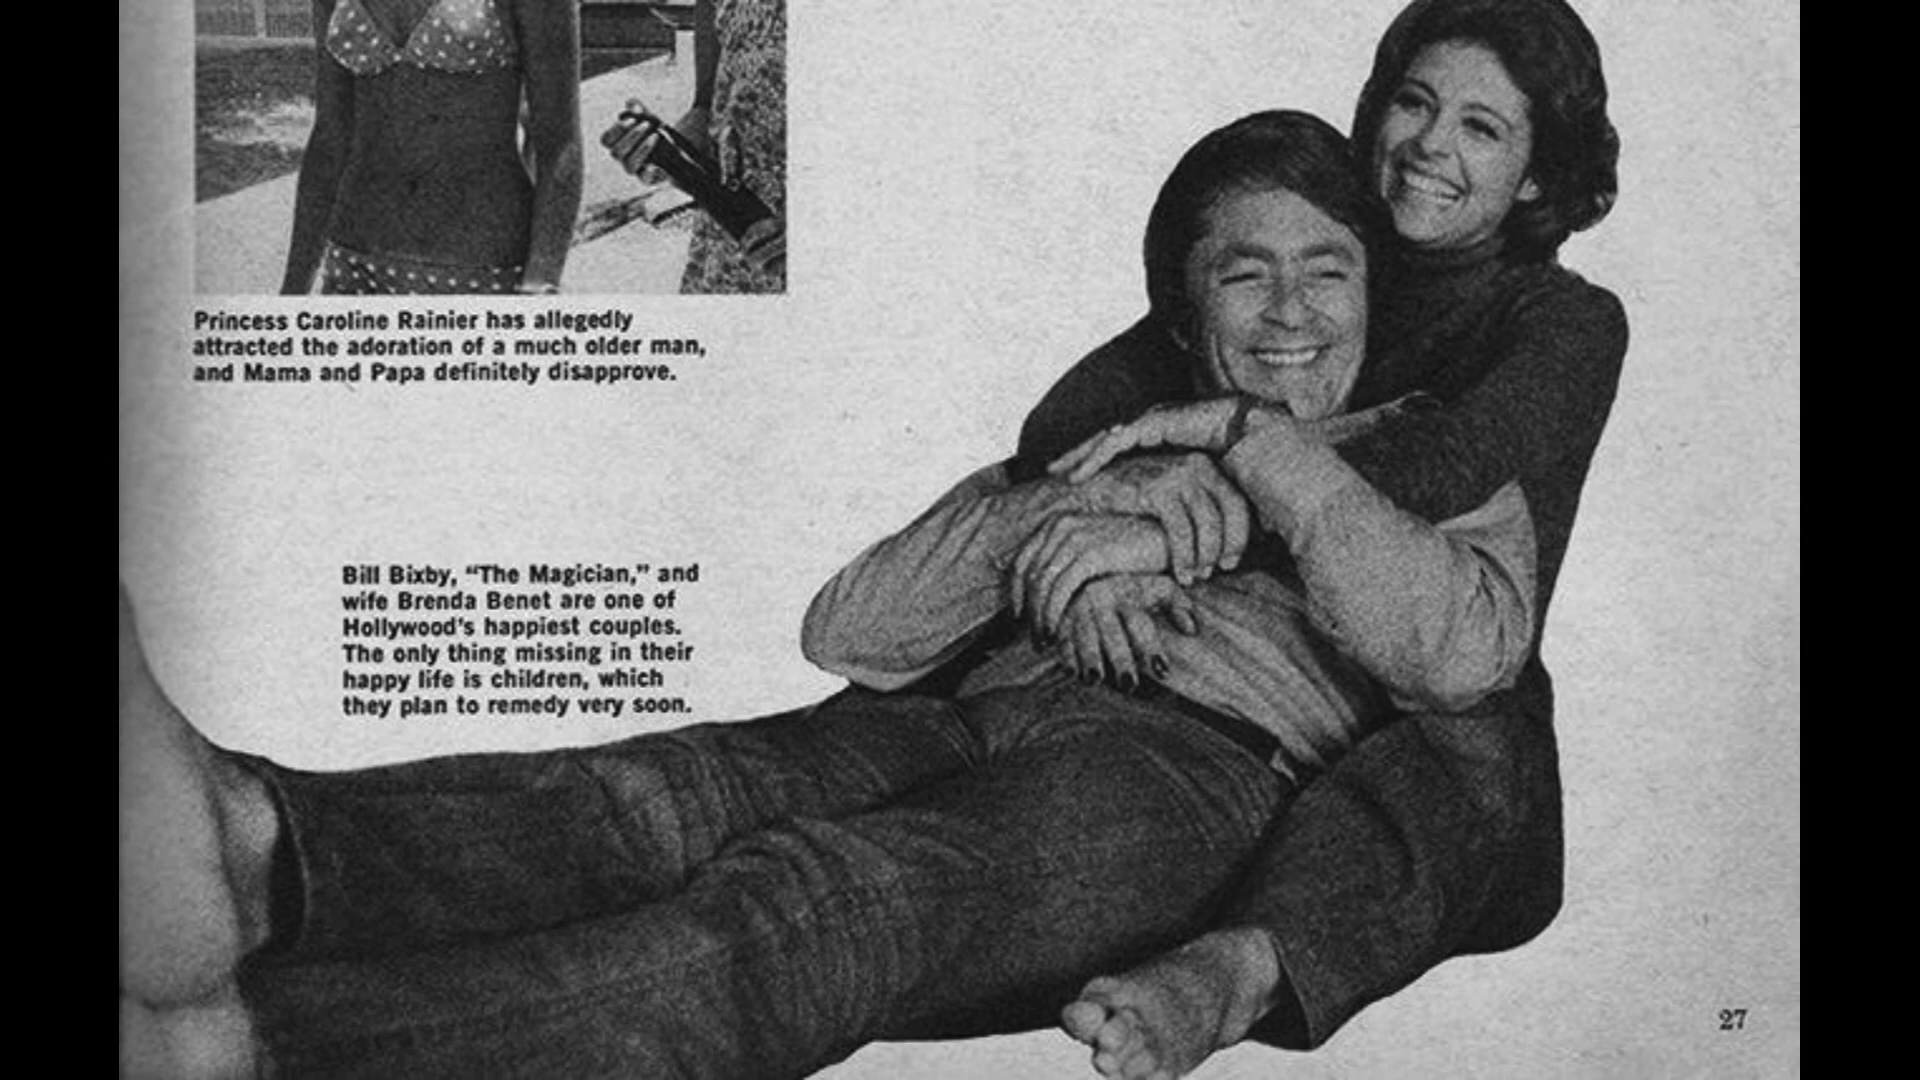 Princess Caroline Rainier has allegedly
attracted the adoration of a much older man,
and Mama and Papa definitely disapprove.
Bill Bixby, “The Magician,” and
wife Brenda Benet are one of
Hollywood's happiest couples.
The only thing missing in their
happy life is children, which
they plan to remedy very soon.
27